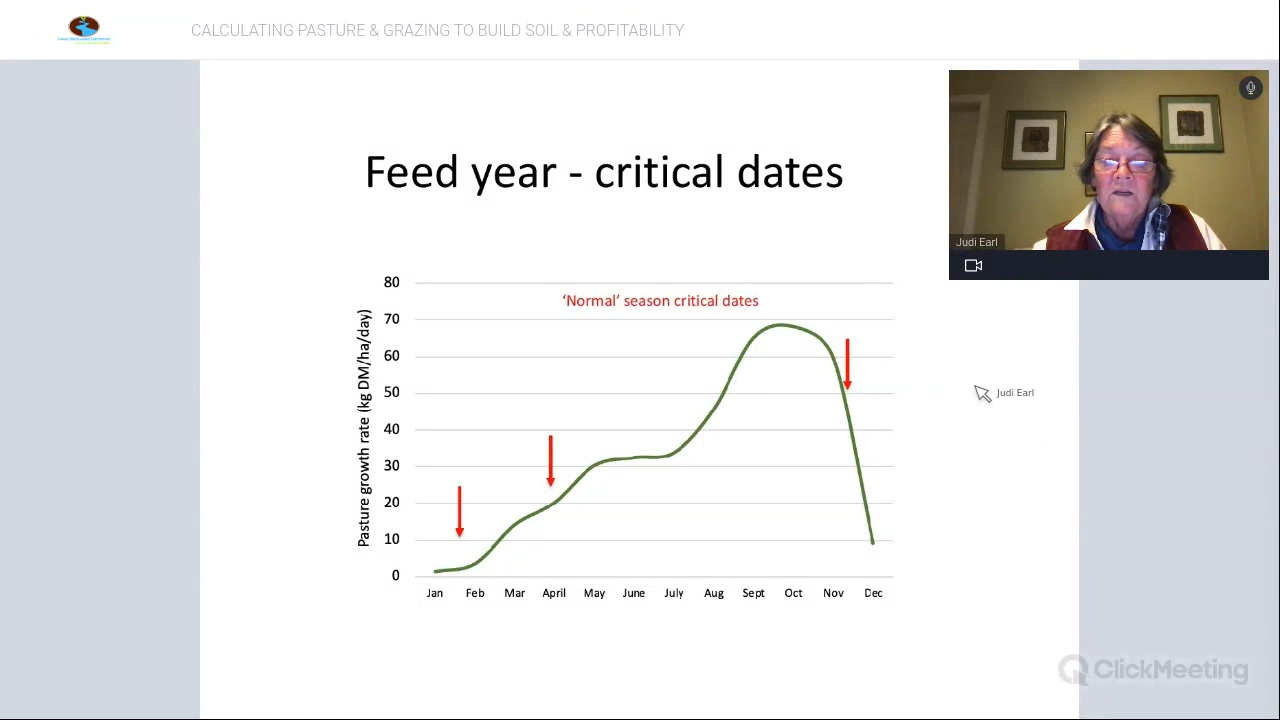 CALCULATING PASTURE & GRAZING TO BUILD SOIL & PROFITABILITY
Judi Earl
Feed year - critical dates
Pasture growth rate (kg DM/ha/day)
80
70
60
50
40
30
20
10
0
'Normal' season critical dates
Jan Feb Mar April May June July Aug Sept Oct Nov Dec
Judi Earl
ClickMeeting